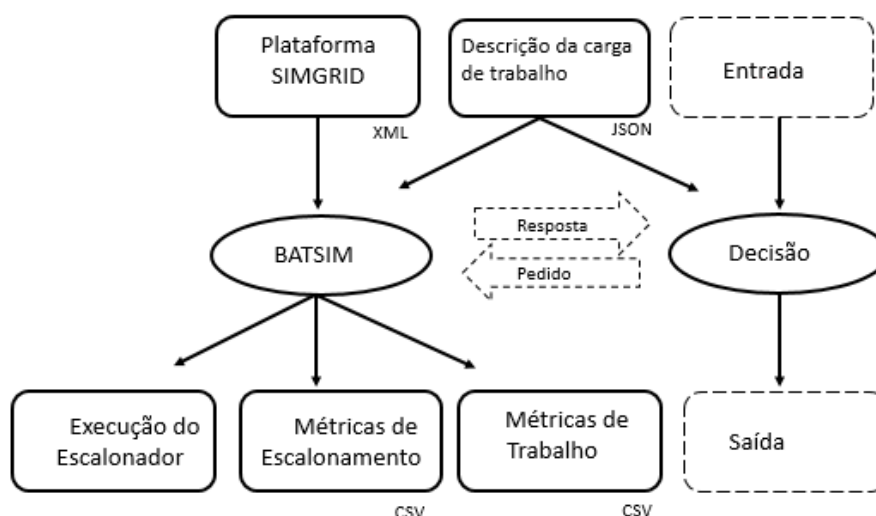 Plataforma
SIMGRID
XML
Descrição da carga
de trabalho
JSON
Entrada
BATSIM
Resposta
Pedido
Decisão
Execução do
Escalonador
Métricas de
Escalonamento
CSV
Métricas de
Trabalho
CSV
Saída